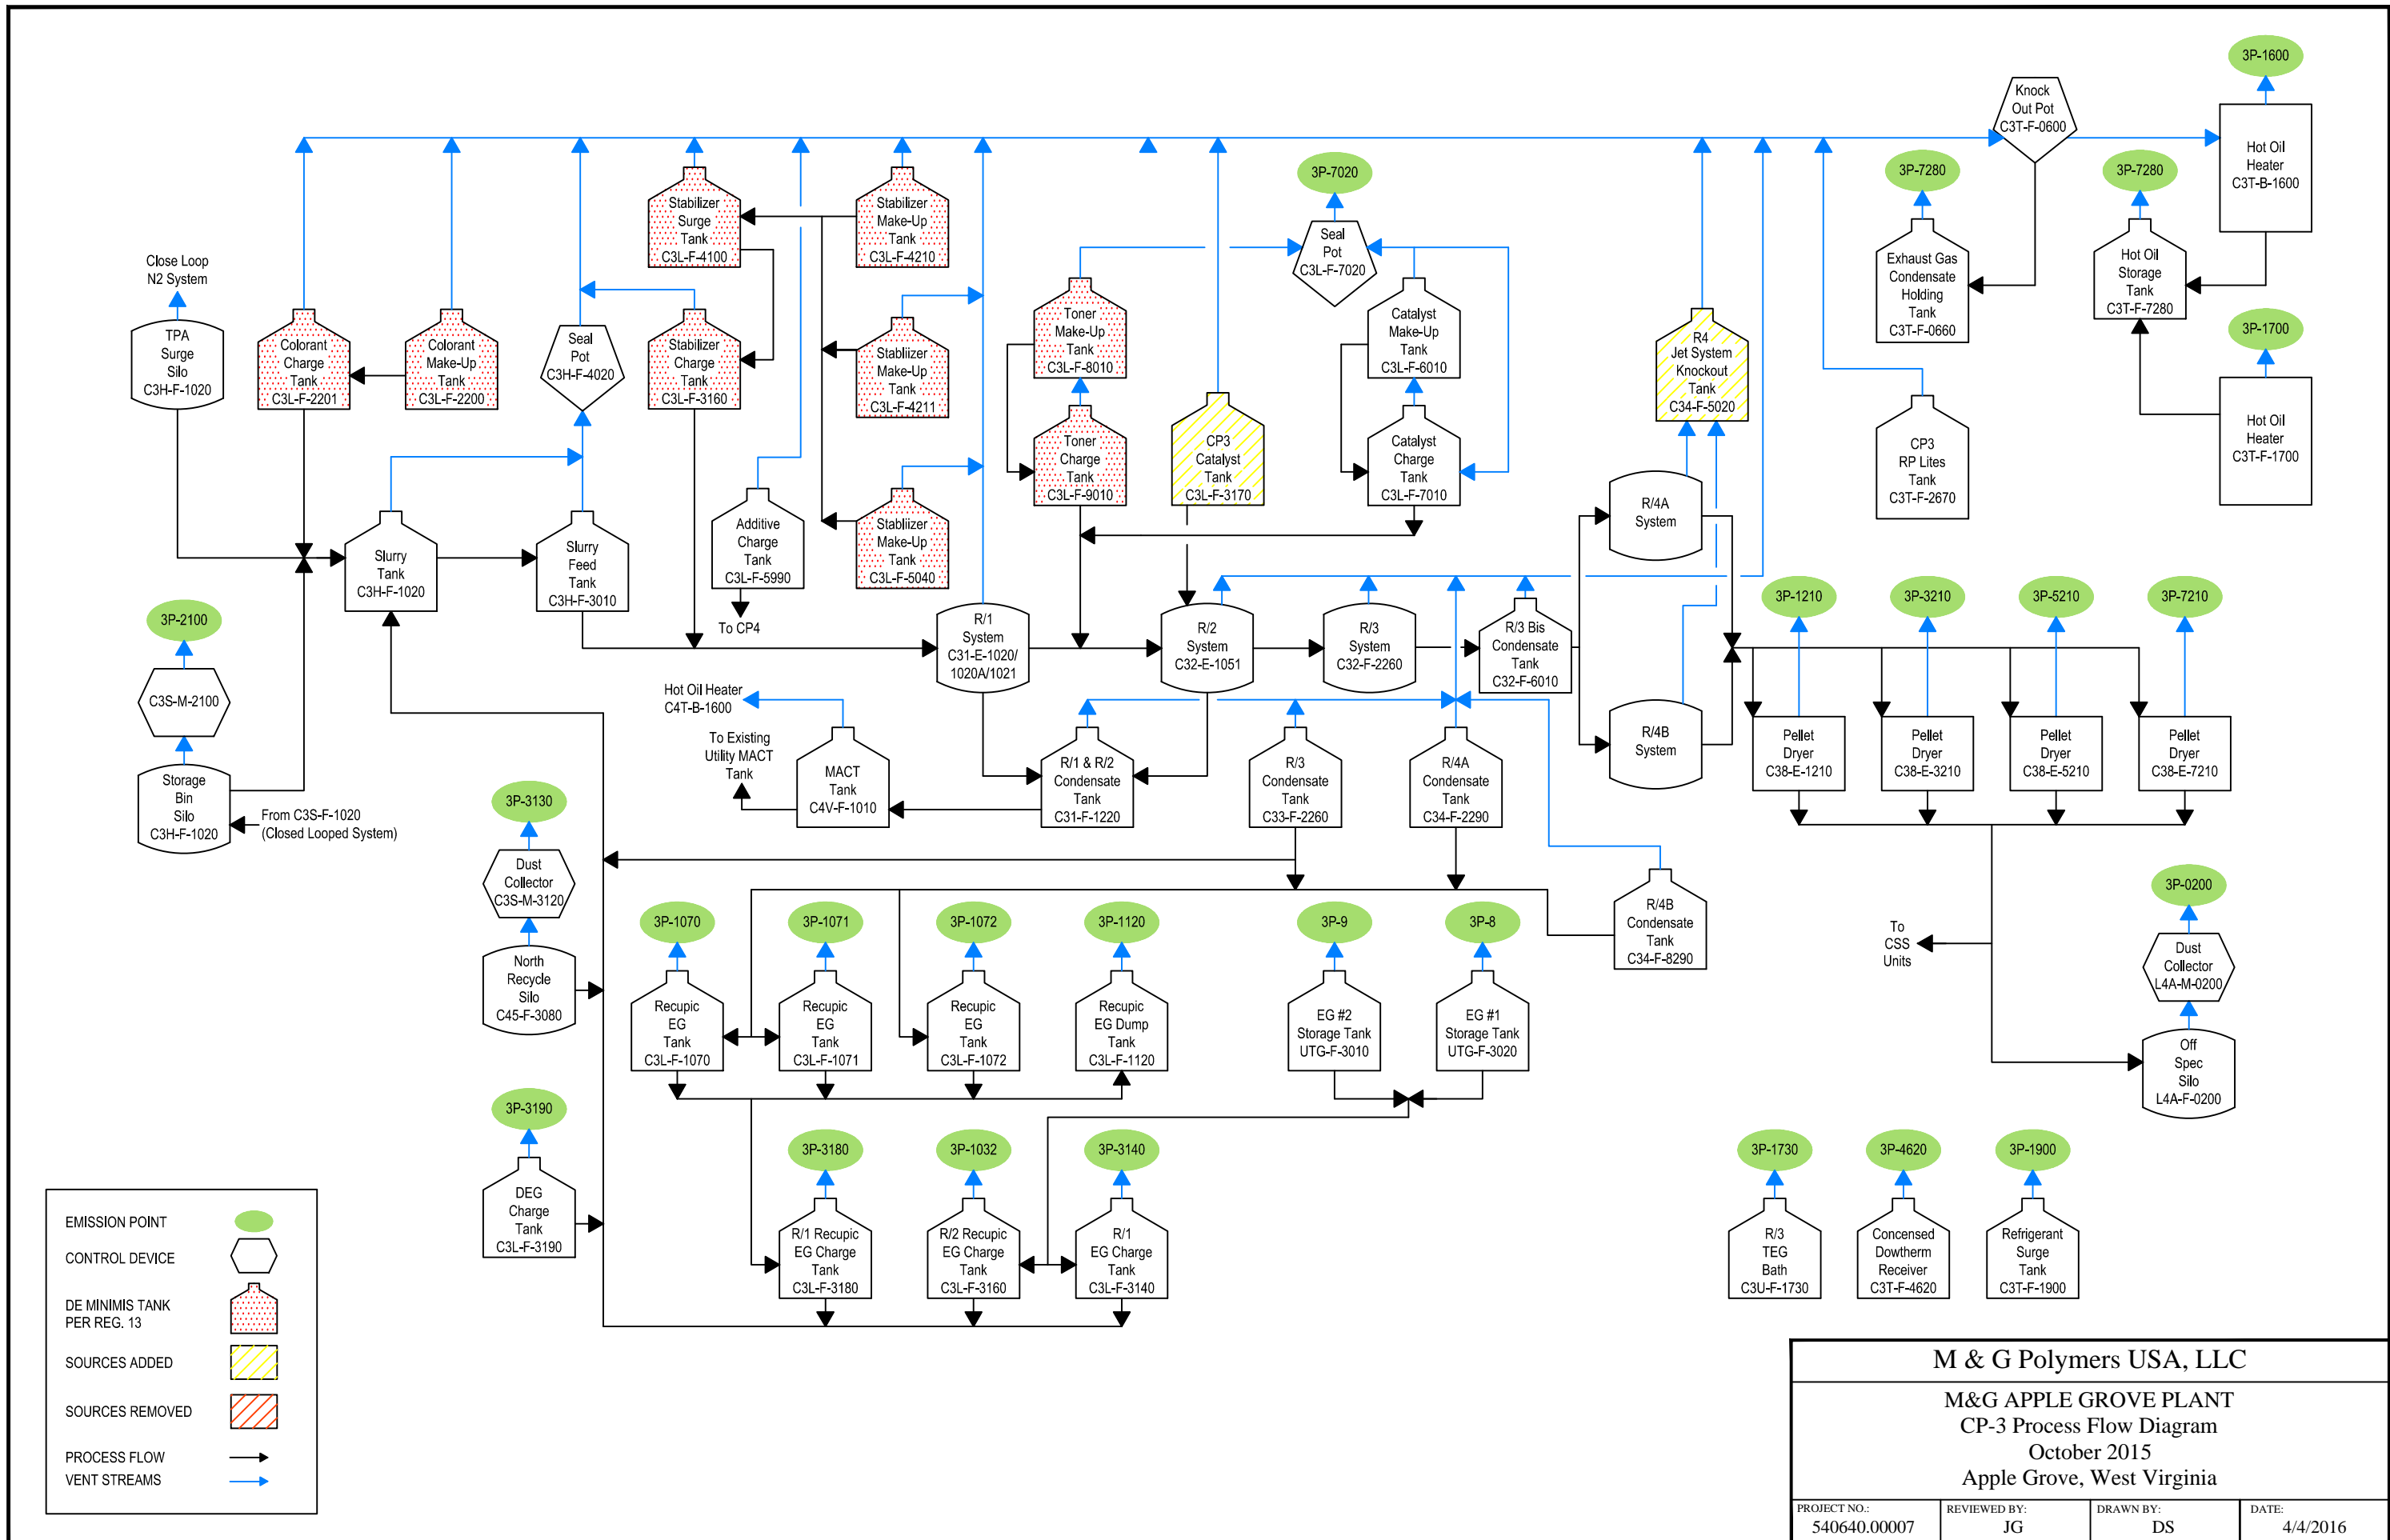 3P-1600
Knock
Out Pot
C3T-F-0600
Hot Oil
Heater
C3T-B-1600
3P-7020
3P-7280
3P-7280
Stabilizer
Surge
Tank
C3L-F-4100
Stabilizer
Make-Up
Tank
C3L-F-4210
Seal
Pot
C3L-F-7020
Exhaust Gas
Condensate
Holding
Tank
C3T-F-0660
Hot Oil
Storage
Tank
C3T-F-7280
Close Loop
N2 System
TPA
Surge
Silo
C3H-F-1020
Colorant
Charge
Tank
C3L-F-2201
Colorant
Make-Up
Tank
C3L-F-2200
Seal
Pot
C3H-F-4020
Stabilizer
Charge
Tank
C3L-F-3160
Stabliizer
Make-Up
Tank
C3L-F-4211
Toner
Make-Up
Tank
C3L-F-8010
Catalyst
Make-Up
Tank
C3L-F-6010
R4
Jet System
Knockout
Tank
C34-F-5020
3P-1700
Hot Oil
Heater
C3T-F-1700
CP3
RP Lites
Tank
C3T-F-2670
Toner
Charge
Tank
C3L-F-9010
CP3
Catalyst
Tank
C3L-F-3170
Catalyst
Charge
Tank
C3L-F-7010
R/4A
System
Slurry
Tank
C3H-F-1020
Slurry
Feed
Tank
C3H-F-3010
Additive
Charge
Tank
C3L-F-5990
To CP4
Stabliizer
Make-Up
Tank
C3L-F-5040
3P-2100
C3S-M-2100
Storage
Bin
Silo
C3H-F-1020
From C3S-F-1020
(Closed Looped System)
R/1
System
C31-E-1020/
1020A/1021
R/2
System
C32-E-1051
R/3
System
C32-F-2260
R/3 Bis
Condensate
Tank
C32-F-6010
3P-1210
3P-3210
3P-5210
3P-7210
R/4B
System
Pellet
Dryer
C38-E-1210
Pellet
Dryer
C38-E-3210
Pellet
Dryer
C38-E-5210
Pellet
Dryer
C38-E-7210
Hot Oil Heater
C4T-B-1600
To Existing
Utility MACT
Tank
MACT
Tank
C4V-F-1010
R/1 & R/2
Condensate
Tank
C31-F-1220
R/3
Condensate
Tank
C33-F-2260
R/4A
Condensate
Tank
C34-F-2290
R/4B
Condensate
Tank
C34-F-8290
3P-3130
Dust
Collector
C3S-M-3120
North
Recycle
Silo
C45-F-3080
3P-1070
3P-1071
3P-1072
3P-1120
3P-9
3P-8
Recupic
EG
Tank
C3L-F-1070
Recupic
EG
Tank
C3L-F-1071
Recupic
EG
Tank
C3L-F-1072
Recupic
EG Dump
Tank
C3L-F-1120
EG #2
Storage Tank
UTG-F-3010
EG #1
Storage Tank
UTG-F-3020
To
CSS
Units
3P-0200
Dust
Collector
L4A-M-0200
Off
Spec
Silo
L4A-F-0200
3P-3190
DEG
Charge
Tank
C3L-F-3190
3P-3180
3P-1032
3P-3140
R/1 Recupic
EG Charge
Tank
C3L-F-3180
R/2 Recupic
EG Charge
Tank
C3L-F-3160
R/1
EG Charge
Tank
C3L-F-3140
3P-1730
3P-4620
3P-1900
R/3
TEG
Bath
C3U-F-1730
Concensed
Dowtherm
Receiver
C3T-F-4620
Refrigerant
Surge
Tank
C3T-F-1900
EMISSION POINT
CONTROL DEVICE
DE MINIMIS TANK
PER REG. 13
SOURCES ADDED
SOURCES REMOVED
PROCESS FLOW
VENT STREAMS
M & G Polymers USA, LLC
M&G APPLE GROVE PLANT
CP-3 Process Flow Diagram
October 2015
Apple Grove, West Virginia
PROJECT NO.:
540640.00007
REVIEWED BY:
JG
DRAWN BY:
DS
DATE:
4/4/2016